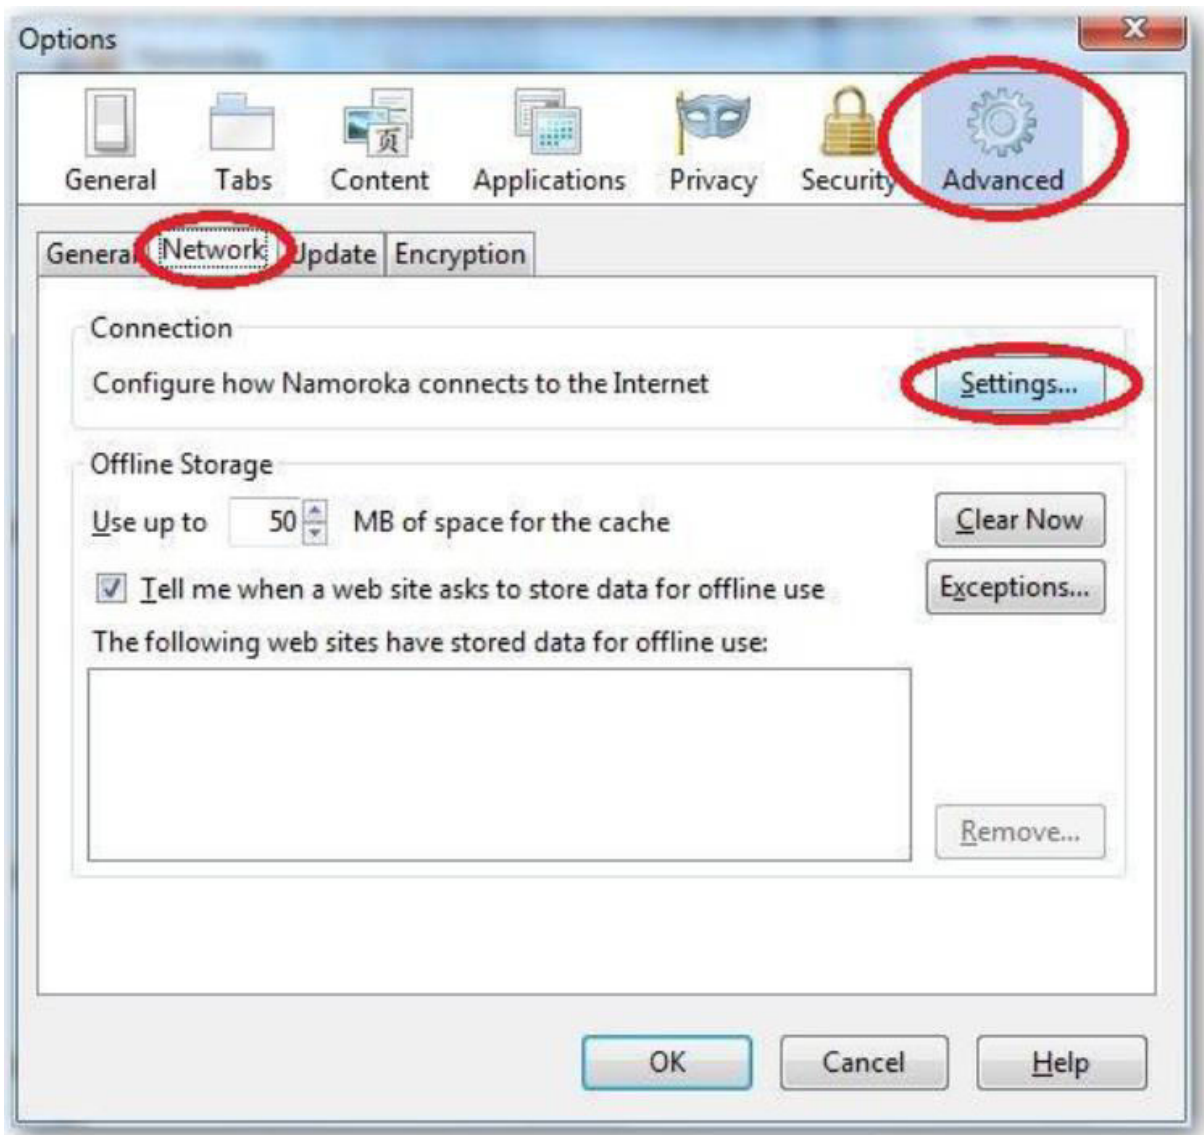 Options
General Tabs Content Applications Privacy Security Advanced
页
General Network Update Encryption
Connection
Configure how Namoroka connects to the Internet Settings...
Offline Storage
Use up to 50 MB of space for the cache Clear Now
Tell me when a web site asks to store data for offline use Exceptions...
The following web sites have stored data for offline use:
Remove...
OK Cancel Help